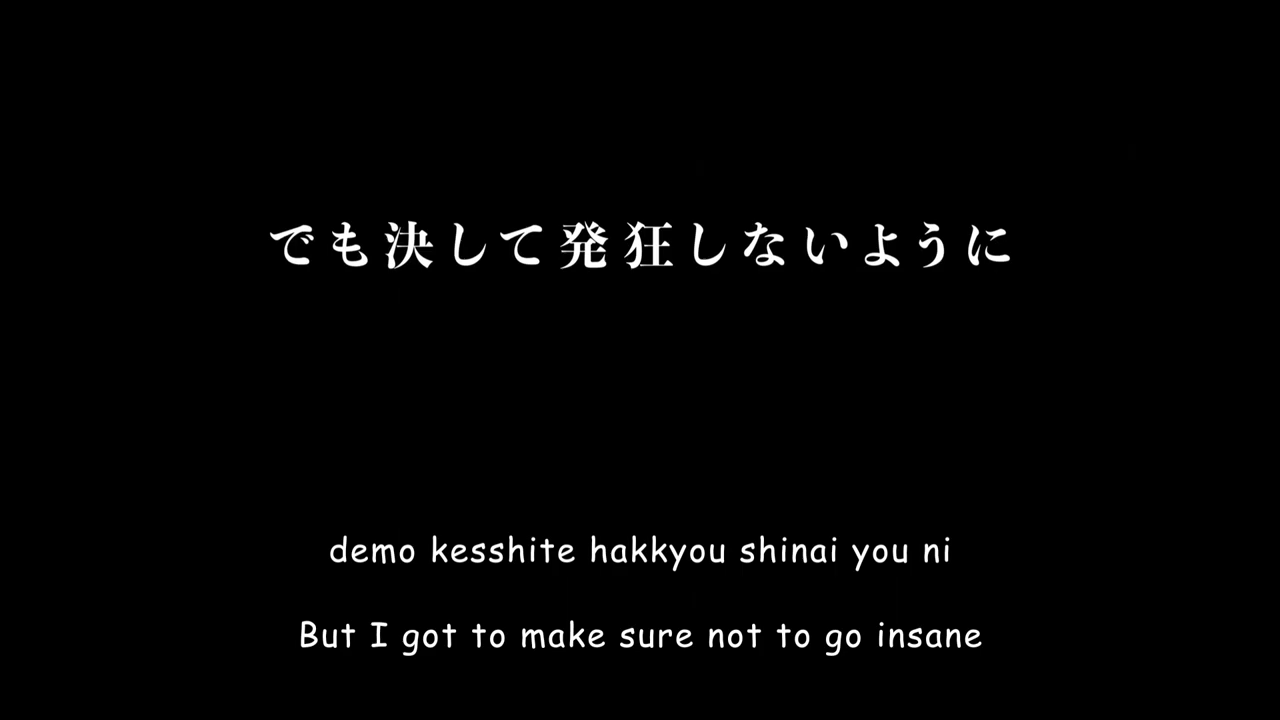 でも決して発狂しないように
demo kesshite hakkyou shinai you ni
But I got to make sure not to go insane